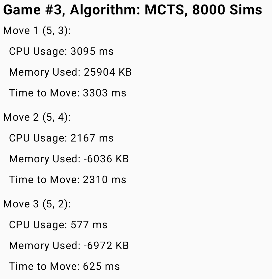 Game #3, Algorithm: MCTS, 8000 Sims
Move 1 (5, 3):
CPU Usage: 3095 ms
Memory Used: 25904 KB
Time to Move: 3303 ms
Move 2 (5, 4):
CPU Usage: 2167 ms
Memory Used: -6036 KB
Time to Move: 2310 ms
Move 3 (5, 2):
CPU Usage: 577 ms
Memory Used: -6972 KB
Time to Move: 625 ms